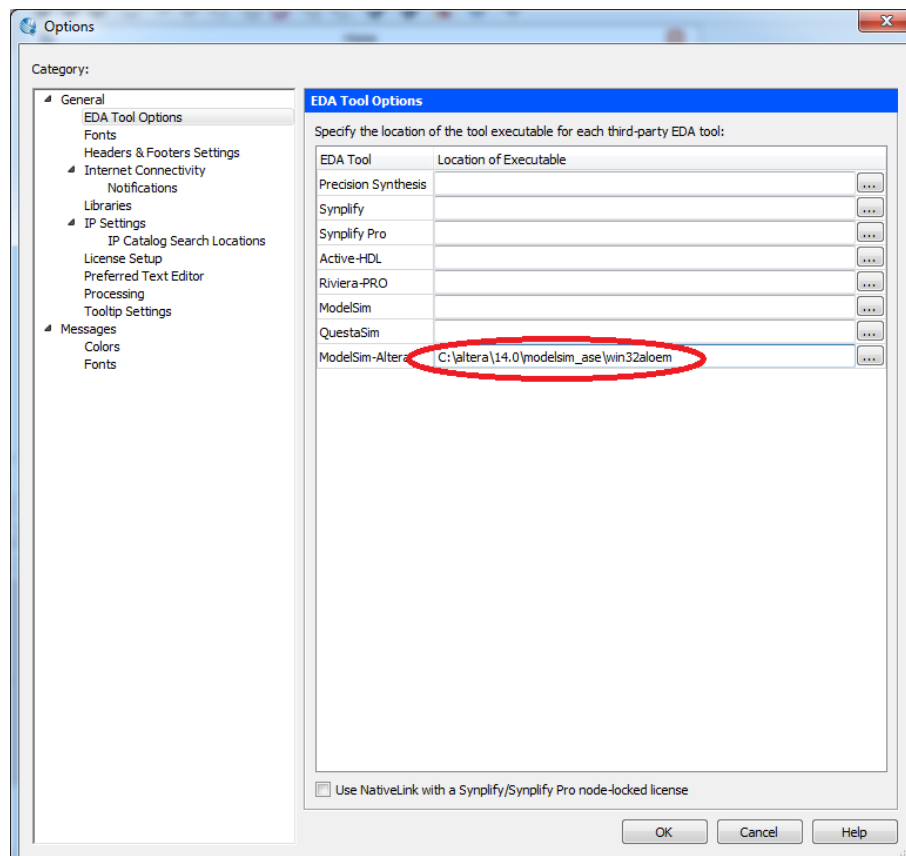 Options
Category:
General
EDA Tool Options
Fonts
Headers & Footers Settings
Internet Connectivity
Notifications
Libraries
IP Settings
IP Catalog Search Locations
License Setup
Preferred Text Editor
Processing
Tooltip Settings
Messages
Colors
Fonts
EDA Tool Options
Specify the location of the tool executable for each third-party EDA tool:
EDA Tool Location of Executable
Precision Synthesis ...
Synplify ...
Synplify Pro ...
Active-HDL ...
Riviera-PRO ...
ModelSim ...
QuestaSim ...
ModelSim-Altera C:\altera\14.0\modelsim_ase\win32aloem ...
Use NativeLink with a Synplify/Synplify Pro node-locked license
OK Cancel Help